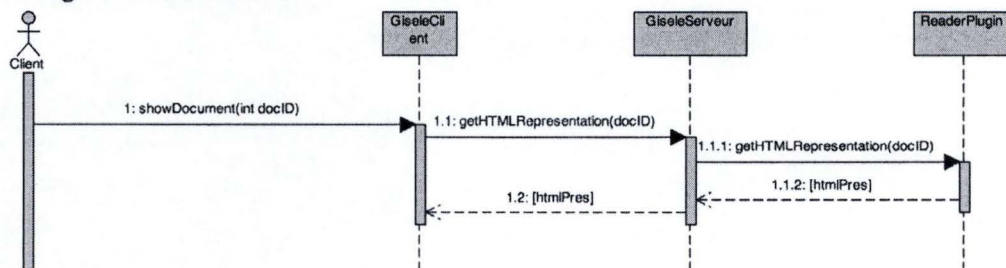 GiseleCli
ent
GiseleServeur
ReaderPlugin
Client
1: showDocument(int docID)
1.1: getHTMLRepresentation(docID)
1.1.1: getHTMLRepresentation(docID)
1.1.2: [htmlPres]
1.2: [htmlPres]